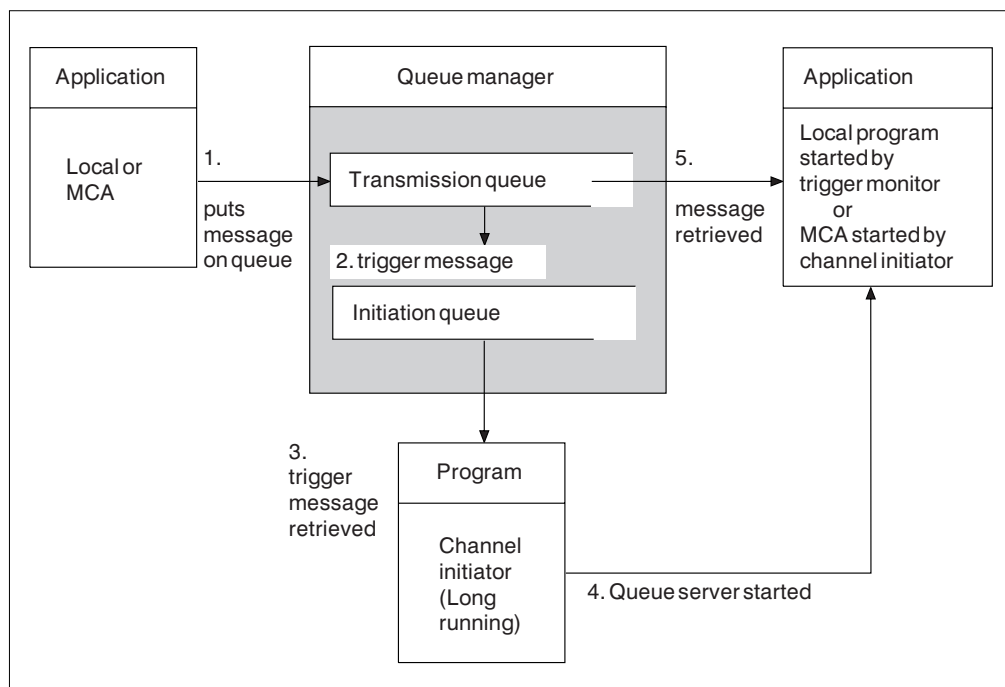 Application
Local or
MCA
1.
puts
message
on queue
Queue manager
Transmission queue
2. trigger message
Initiation queue
3.
trigger
message
retrieved
Program
Channel
initiator
(Long
running)
4. Queue server started
5.
message
retrieved
Application
Local program
started by
trigger monitor
or
MCA started by
channel initiator